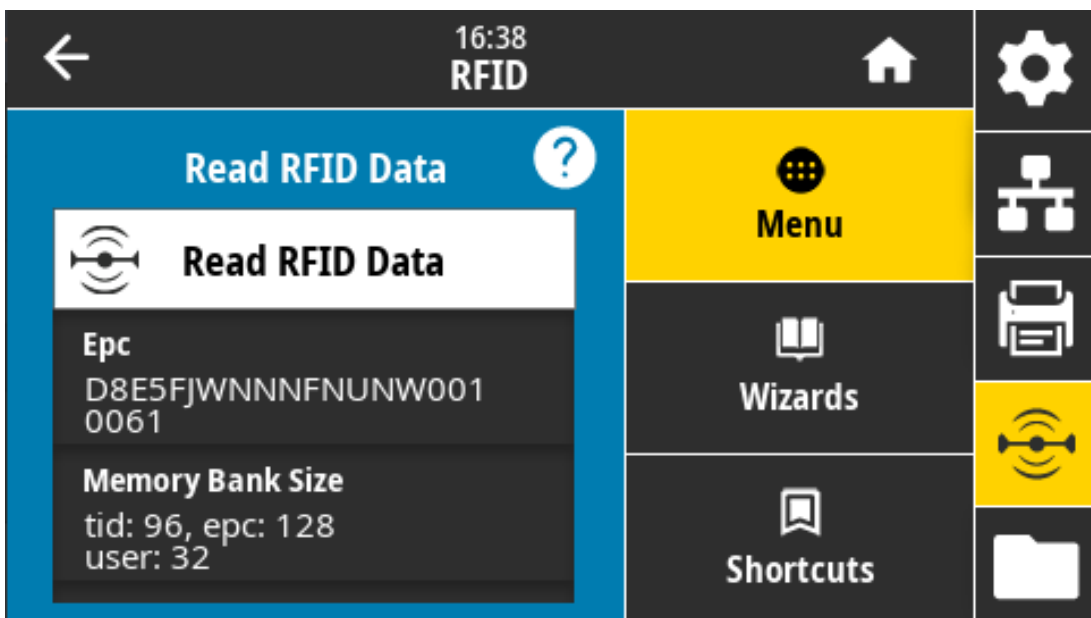 16:38
RFID
Read RFID Data
?
Read RFID Data
Epc
D8E5FJWNNNFNUNW001
0061
Memory Bank Size
tid: 96, epc: 128
user: 32
Menu
Wizards
Shortcuts